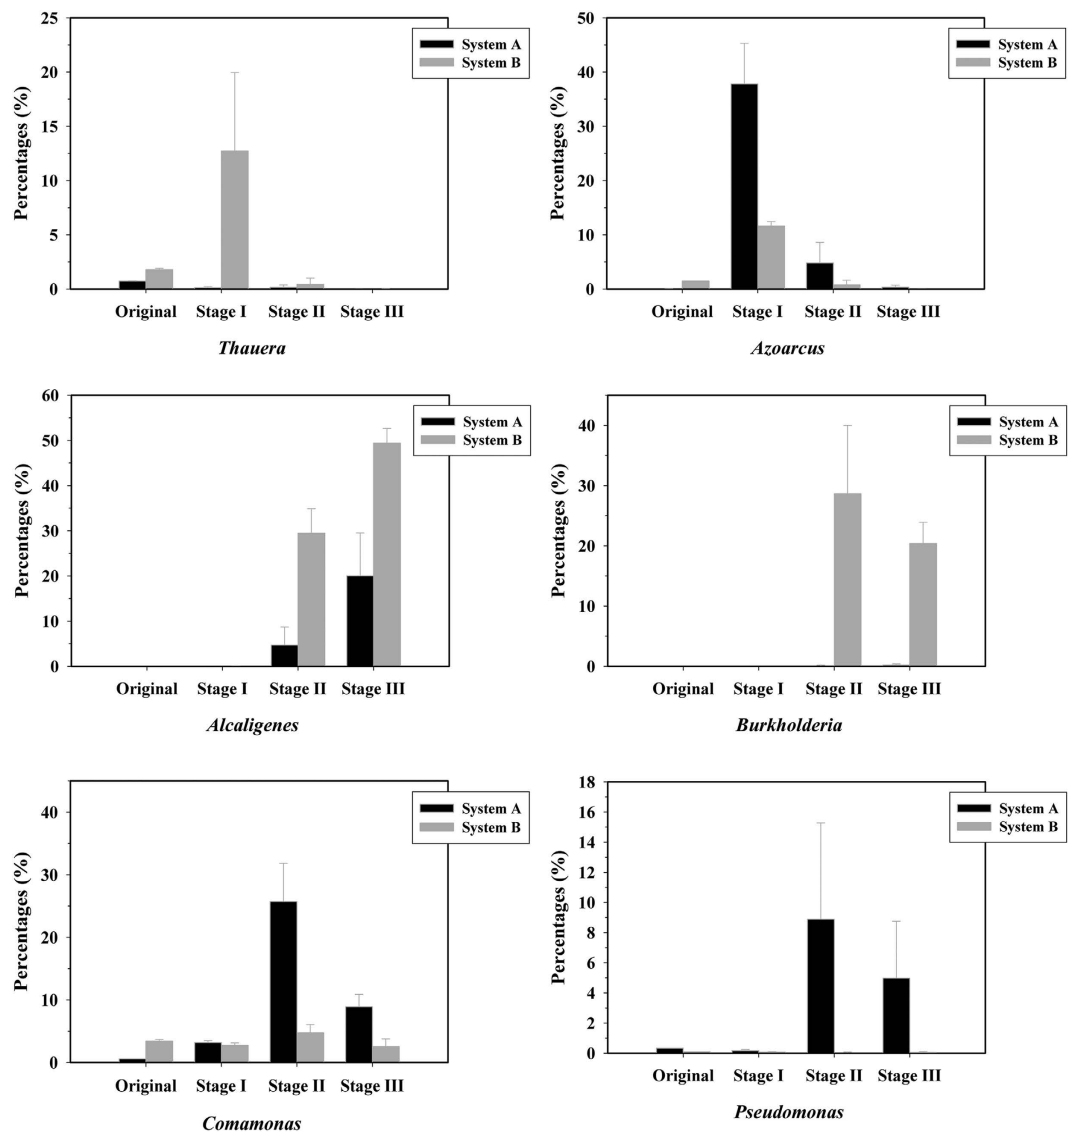 25
20
15
10
5
0
Percentages (%)
System A
System B
Original Stage I Stage II Stage III
Thauera
50
40
30
20
10
0
Percentages (%)
System A
System B
Original Stage I Stage II Stage III
Azoarcus
60
50
40
30
20
10
0
Percentages (%)
System A
System B
Original Stage I Stage II Stage III
Alcaligenes
40
30
20
10
0
Percentages (%)
System A
System B
Original Stage I Stage II Stage III
Burkholderia
40
30
20
10
0
Percentages (%)
System A
System B
Original Stage I Stage II Stage III
Comamonas
18
16
14
12
10
8
6
4
2
0
Percentages (%)
System A
System B
Original Stage I Stage II Stage III
Pseudomonas